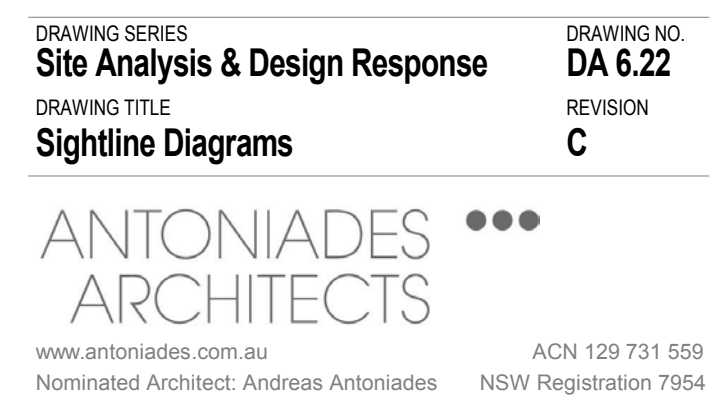 DRAWING SERIES DRAWING NO.
Site Analysis & Design Response DA 6.22
DRAWING TITLE REVISION
Sightline Diagrams C
ANTONIADES
ARCHITECTS
www.antoniades.com.au ACN 129 731 559
Nominated Architect: Andreas Antoniades NSW Registration 7954